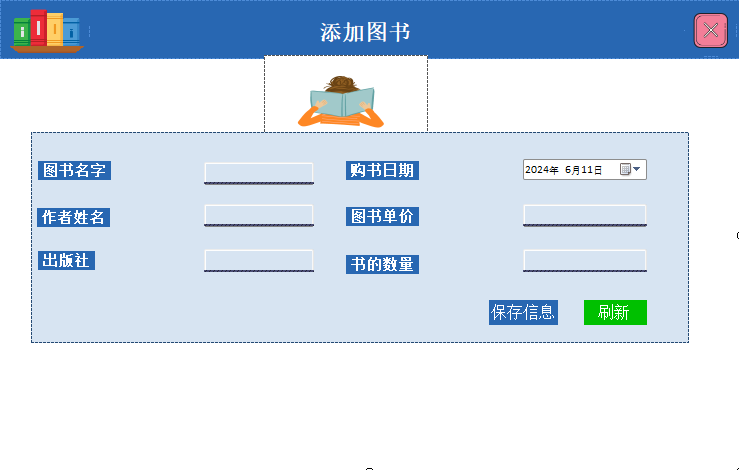 添加图书
图书名字
购书日期
2024年 6月11日
作者姓名
图书单价
出版社
书的数量
保存信息
刷新